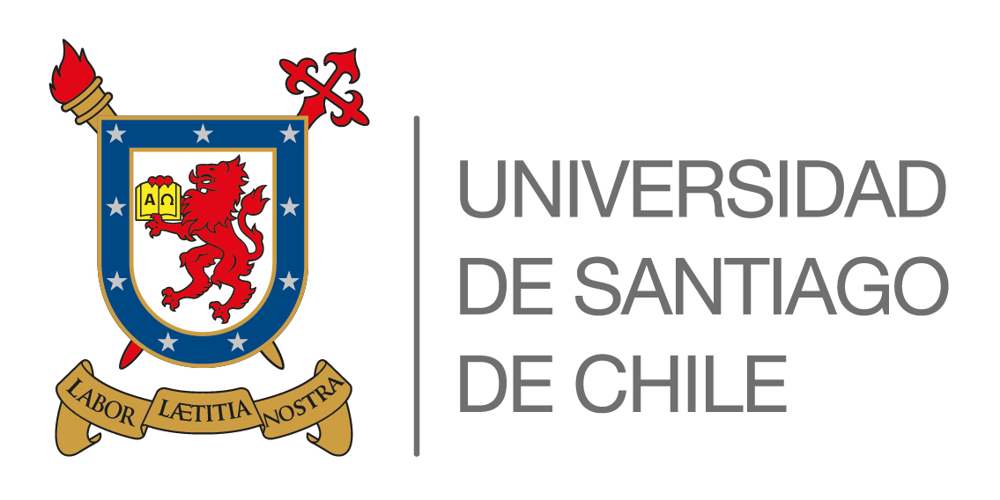 Α Ω
LABOR LÆTITIA NOSTRA
UNIVERSIDAD
DE SANTIAGO
DE CHILE